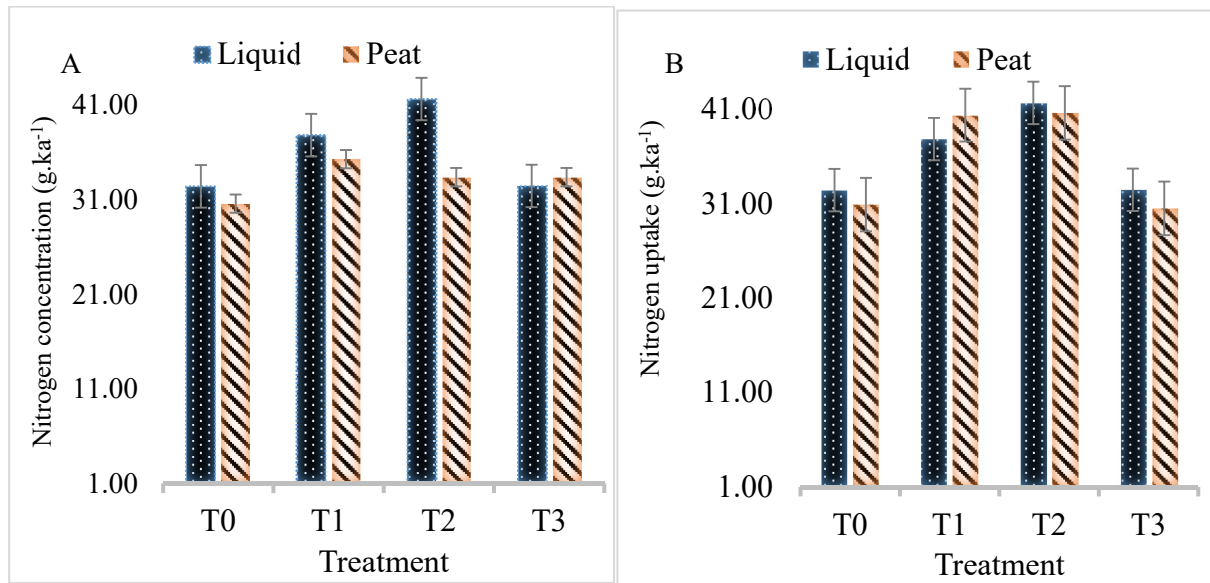 A
Liquid Peat
Nitrogen concentration (g.ka⁻¹)
41.00
31.00
21.00
11.00
1.00
T0 T1 T2 T3
Treatment
B
Liquid Peat
Nitrogen uptake (g.ka⁻¹)
41.00
31.00
21.00
11.00
1.00
T0 T1 T2 T3
Treatment